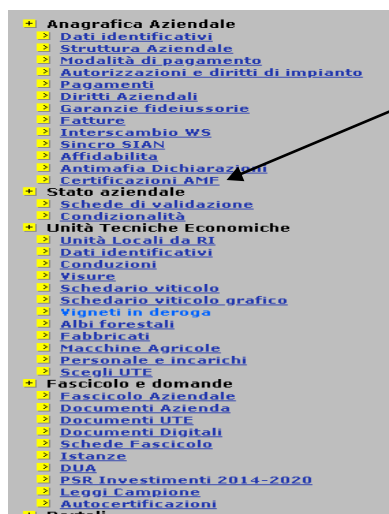 Anagrafica Aziendale
Dati identificativi
Struttura Aziendale
Modalità di pagamento
Autorizzazioni e diritti di impianto
Pagamenti
Diritti Aziendali
Garanzie fideiussorie
Fatture
Interscambio WS
Sincro SIAN
Affidabilita
Antimafia Dichiarazioni
Certificazioni AMF
Stato aziendale
Schede di validazione
Condizionalità
Unità Tecniche Economiche
Unità Locali da RI
Dati identificativi
Conduzioni
Visure
Schedario viticolo
Schedario viticolo grafico
Vigneti in deroga
Albi forestali
Fabbricati
Macchine Agricole
Personale e incarichi
Scegli UTE
Fascicolo e domande
Fascicolo Aziendale
Documenti Azienda
Documenti UTE
Documenti Digitali
Schede Fascicolo
Istanze
DUA
PSR Investimenti 2014-2020
Leggi Campione
Autocertificazioni